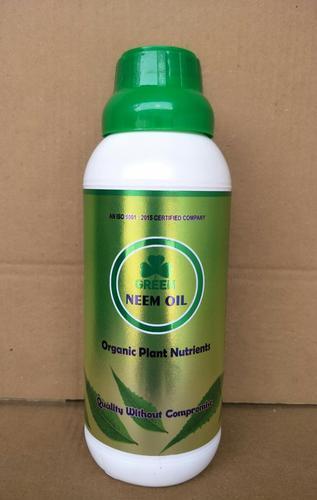 AN ISO 9001 : 2015 CERTIFIED COMPANY
GREEN
NEEM OIL
Organic Plant Nutrients
Quality Without Compromise